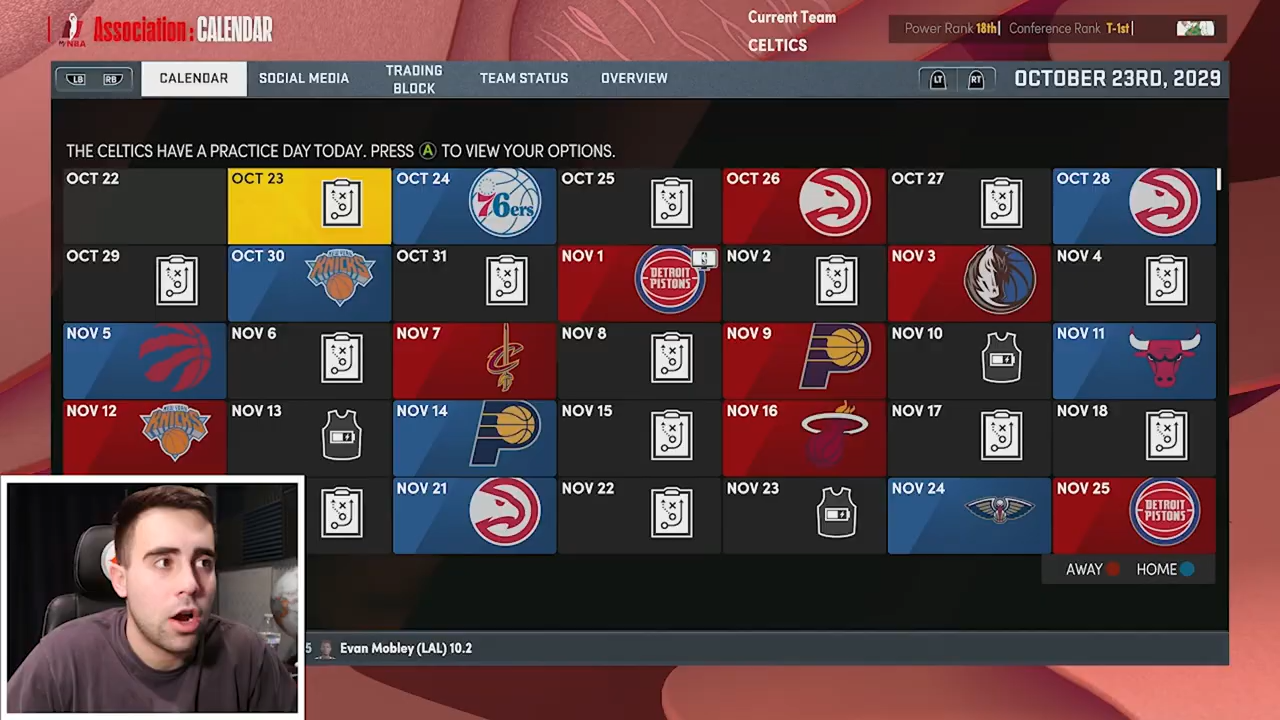 MyNBA
Association : CALENDAR
Current Team
CELTICS
Power Rank 18th| Conference Rank T-1st|
LB RB
CALENDAR
SOCIAL MEDIA
TRADING
BLOCK
TEAM STATUS
OVERVIEW
LT RT
OCTOBER 23RD, 2029
THE CELTICS HAVE A PRACTICE DAY TODAY. PRESS A TO VIEW YOUR OPTIONS.
OCT 22 OCT 23 OCT 24 76ers OCT 25 OCT 26 OCT 27 OCT 28
OCT 29 OCT 30 NEW YORK KNICKS OCT 31 NOV 1 DETROIT PISTONS NOV 2 NOV 3 NOV 4
NOV 5 NOV 6 NOV 7 C NOV 8 NOV 9 NOV 10 NOV 11
NOV 12 NEW YORK KNICKS NOV 13 NOV 14 NOV 15 NOV 16 NOV 17 NOV 18
NOV 21 NOV 22 NOV 23 NOV 24 NOV 25 DETROIT PISTONS
AWAY HOME
5 Evan Mobley (LAL) 10.2